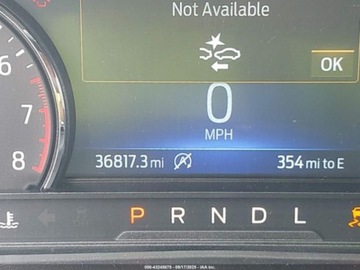 Not Available
OK
6
7
8
0
MPH
36817.3 mi
354 mi to E
P R N D L